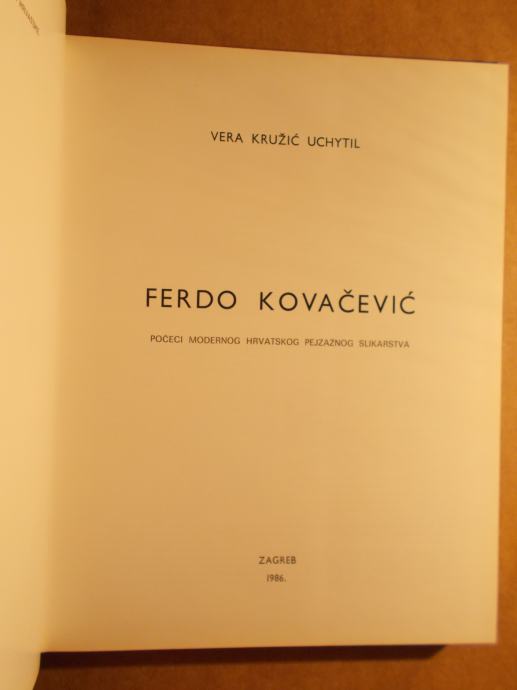 VERA KRUŽIĆ UCHYTIL
FERDO KOVAČEVIĆ
POČECI MODERNOG HRVATSKOG PEJZAŽNOG SLIKARSTVA
ZAGREB
1986.